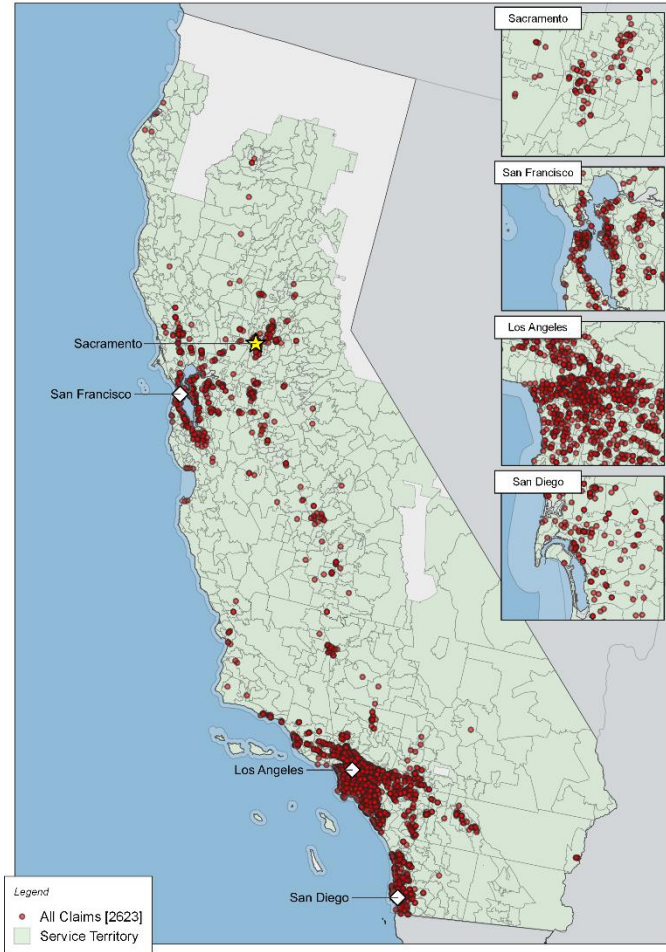 Sacramento
San Francisco
Los Angeles
San Diego
Sacramento
San Francisco
Los Angeles
San Diego
Legend
All Claims [2623]
Service Territory